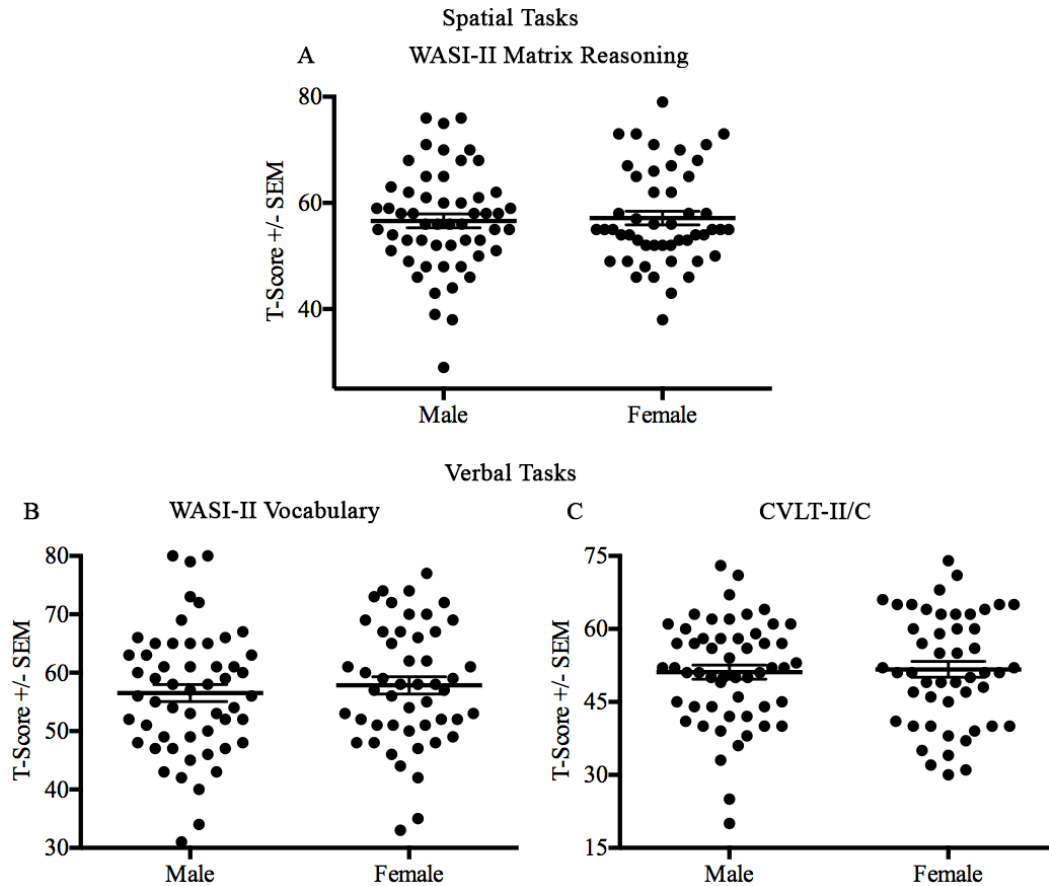 Spatial Tasks
A WASI-II Matrix Reasoning
T-Score +/- SEM
80
60
40
Male Female
Verbal Tasks
B WASI-II Vocabulary
T-Score +/- SEM
80
70
60
50
40
30
Male Female
C CVLT-II/C
T-Score +/- SEM
75
60
45
30
15
Male Female